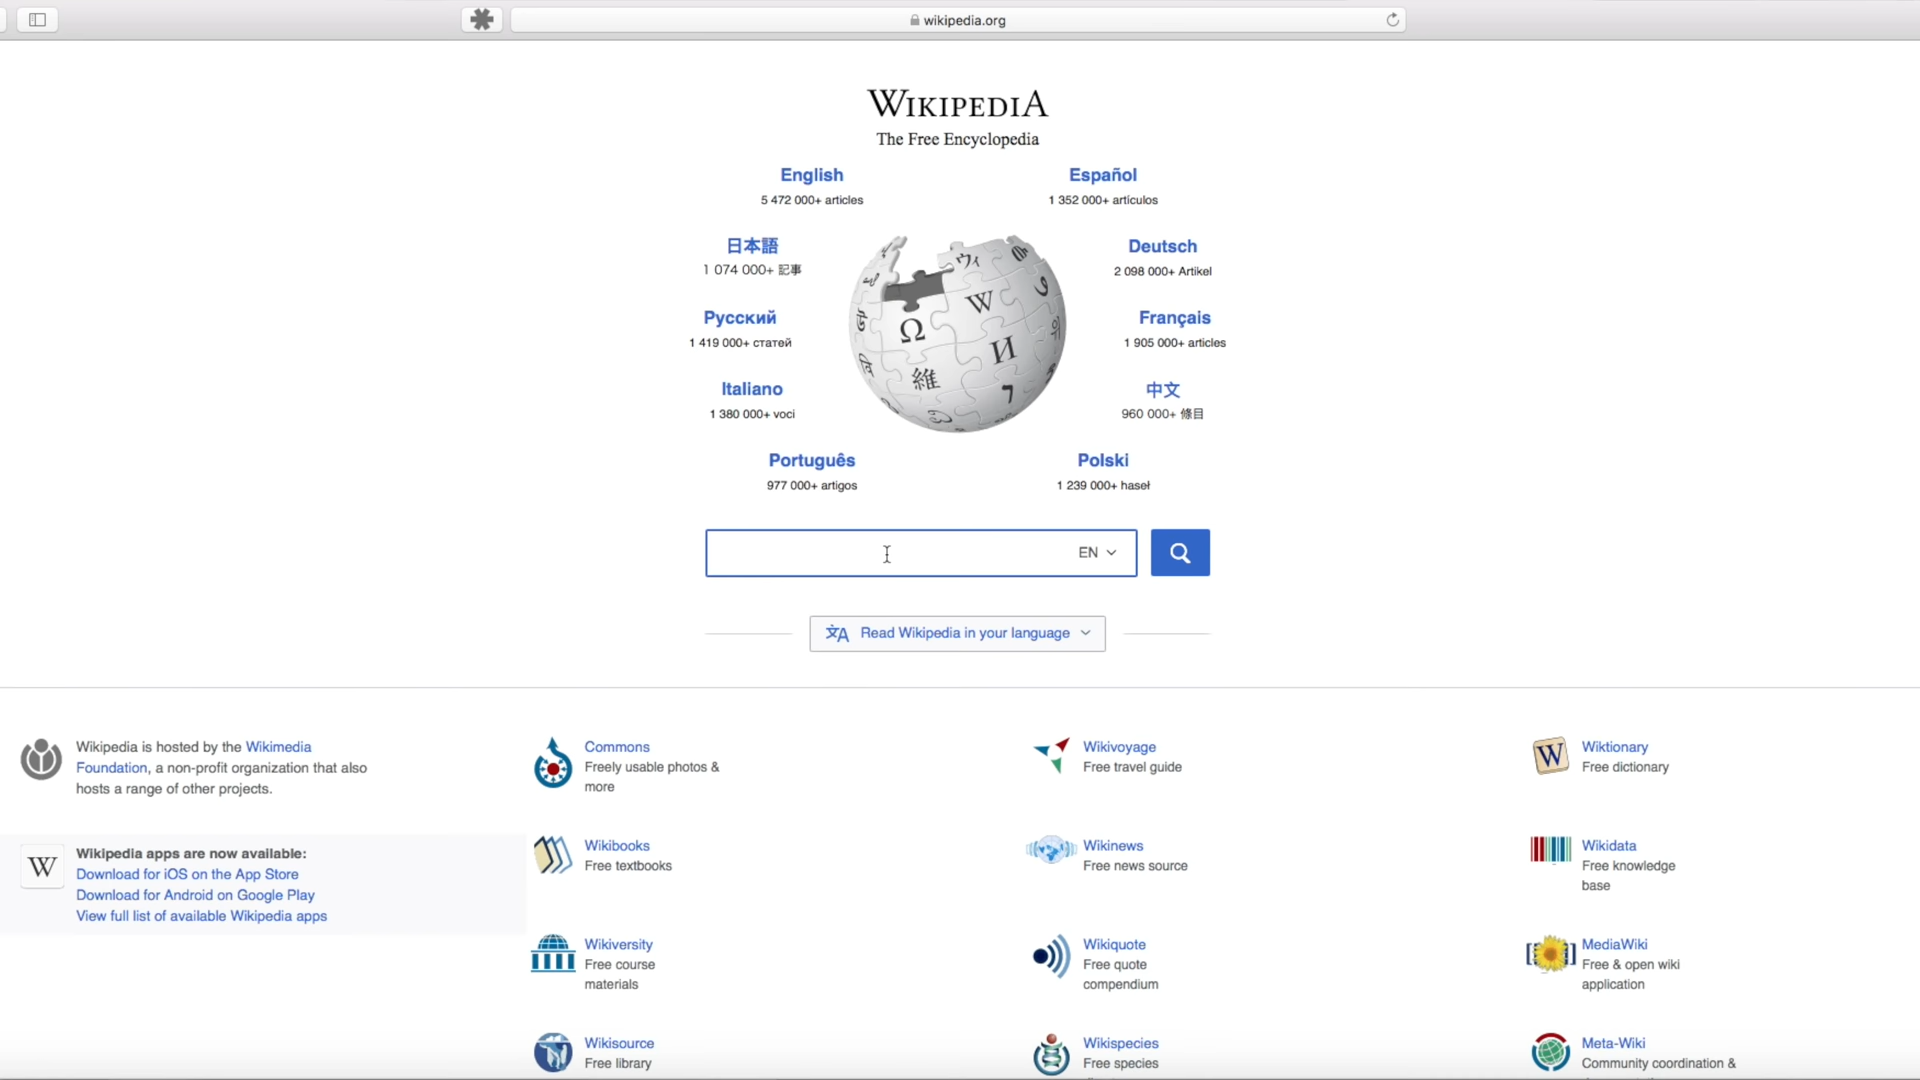 wikipedia.org
WIKIPEDIA
The Free Encyclopedia
English
5 472 000+ articles
Español
1 352 000+ artículos
日本語
1 074 000+ 記事
Deutsch
2 098 000+ Artikel
Русский
1 419 000+ статей
Français
1 905 000+ articles
Italiano
1 380 000+ voci
中文
960 000+ 條目
Português
977 000+ artigos
Polski
1 239 000+ haseł
Ω
W
И
維
ウィ
7
EN
Read Wikipedia in your language
Wikipedia is hosted by the Wikimedia
Foundation, a non-profit organization that also
hosts a range of other projects.
W
Wikipedia apps are now available:
Download for iOS on the App Store
Download for Android on Google Play
View full list of available Wikipedia apps
Commons
Freely usable photos &
more
Wikivoyage
Free travel guide
W
Wiktionary
Free dictionary
Wikibooks
Free textbooks
Wikinews
Free news source
Wikidata
Free knowledge
base
Wikiversity
Free course
materials
Wikiquote
Free quote
compendium
MediaWiki
Free & open wiki
application
Wikisource
Free library
Wikispecies
Free species
Meta-Wiki
Community coordination &